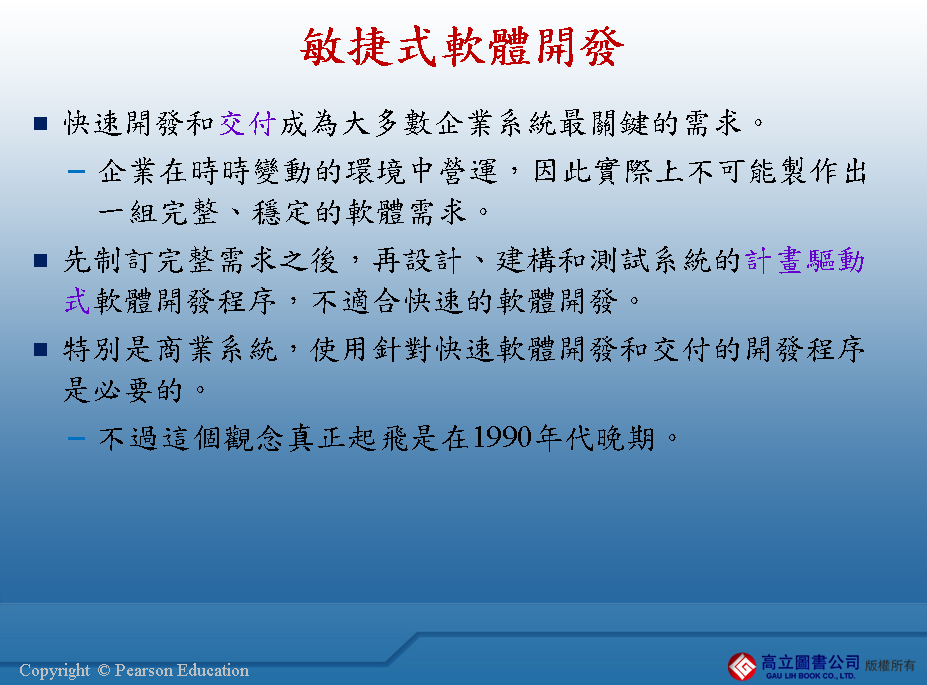 敏捷式軟體開發
快速開發和交付成為大多數企業系統最關鍵的需求。
– 企業在時時變動的環境中營運，因此實際上不可能製作出
一組完整、穩定的軟體需求。
先制訂完整需求之後，再設計、建構和測試系統的計畫驅動
式軟體開發程序，不適合快速的軟體開發。
特別是商業系統，使用針對快速軟體開發和交付的開發程序
是必要的。
– 不過這個觀念真正起飛是在1990年代晚期。
Copyright © Pearson Education
高立圖書公司 版權所有
GAU LIH BOOK CO., LTD.